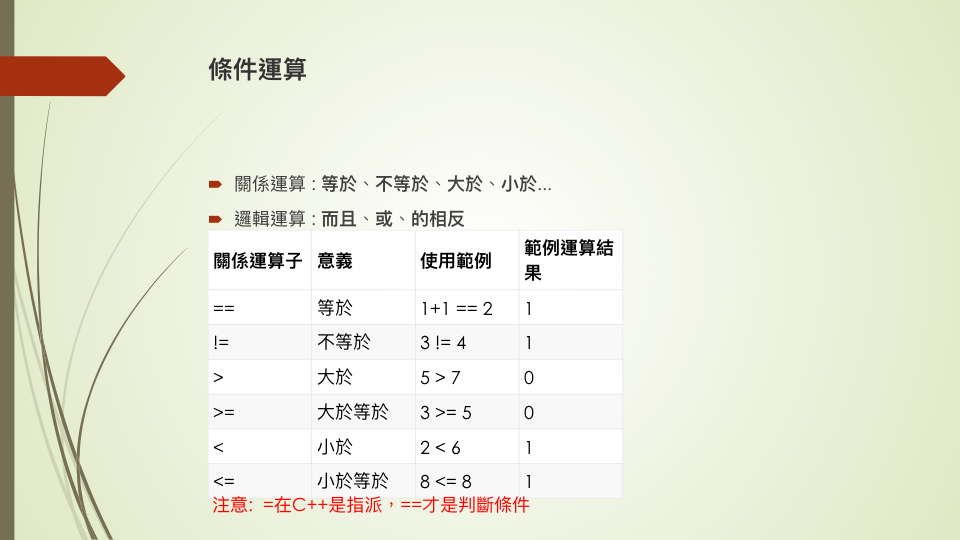 條件運算
關係運算 : 等於、不等於、大於、小於...
邏輯運算 : 而且、或、的相反
關係運算子 意義 使用範例 範例運算結果
== 等於 1+1 == 2 1
!= 不等於 3 != 4 1
> 大於 5 > 7 0
>= 大於等於 3 >= 5 0
< 小於 2 < 6 1
<= 小於等於 8 <= 8 1
注意: =在C++是指派，==才是判斷條件